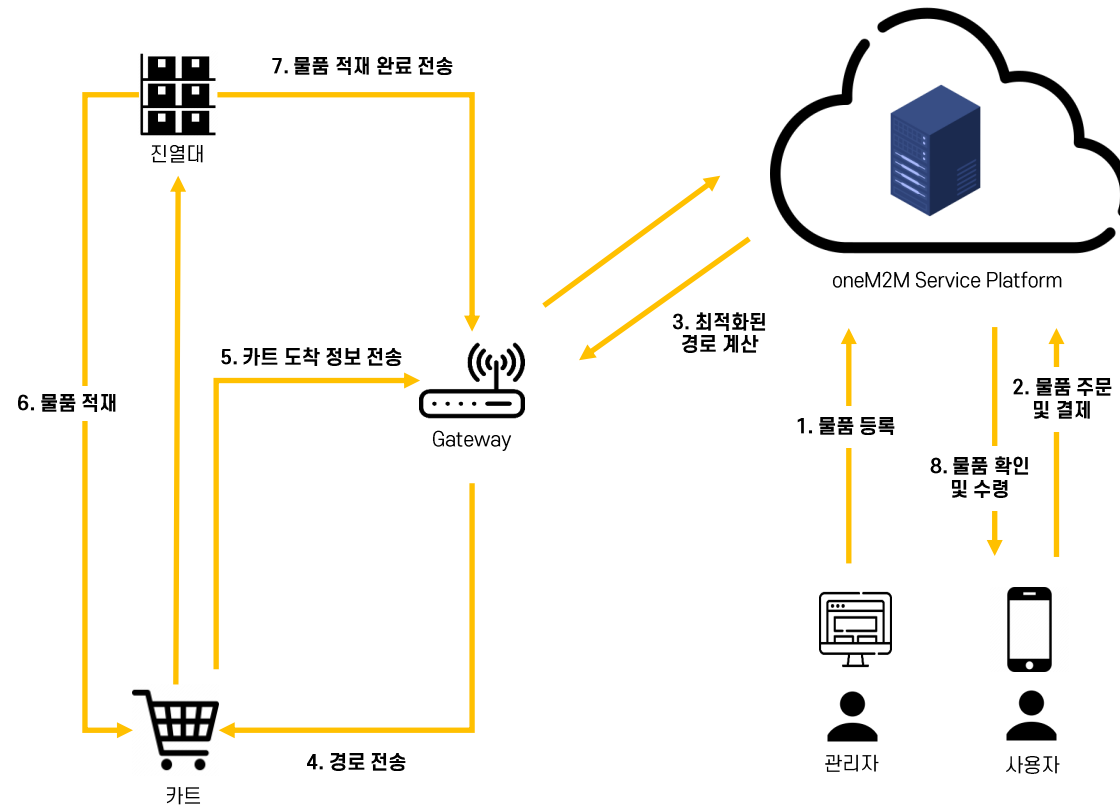 7. 물품 적재 완료 전송
진열대
oneM2M Service Platform
3. 최적화된
경로 계산
5. 카트 도착 정보 전송
6. 물품 적재
Gateway
1. 물품 등록
2. 물품 주문
및 결제
8. 물품 확인
및 수령
4. 경로 전송
카트
관리자
사용자